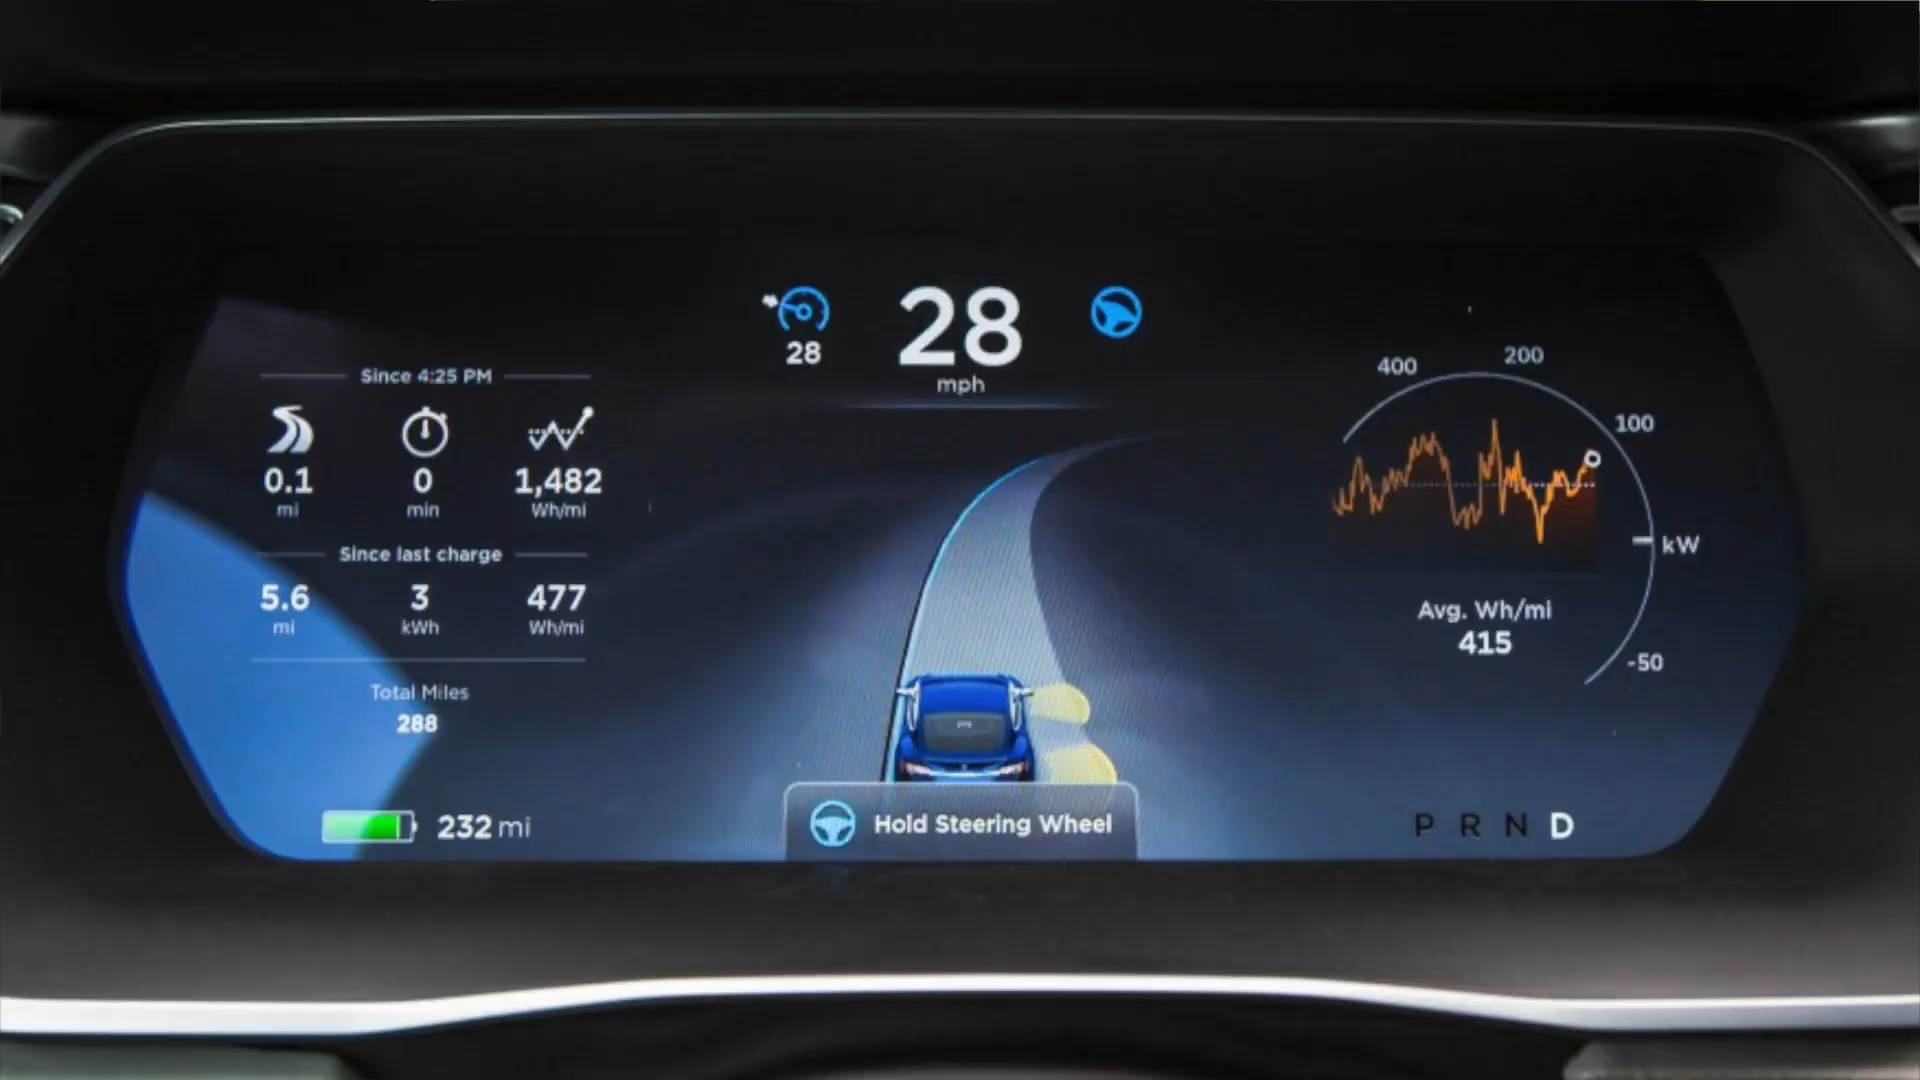 28
28
mph
Since 4:25 PM
0.1 0 1,482
mi min Wh/mi
Since last charge
5.6 3 477
mi kWh Wh/mi
Total Miles
288
232 mi
Hold Steering Wheel
400 200
100
kW
-50
Avg. Wh/mi
415
P R N D